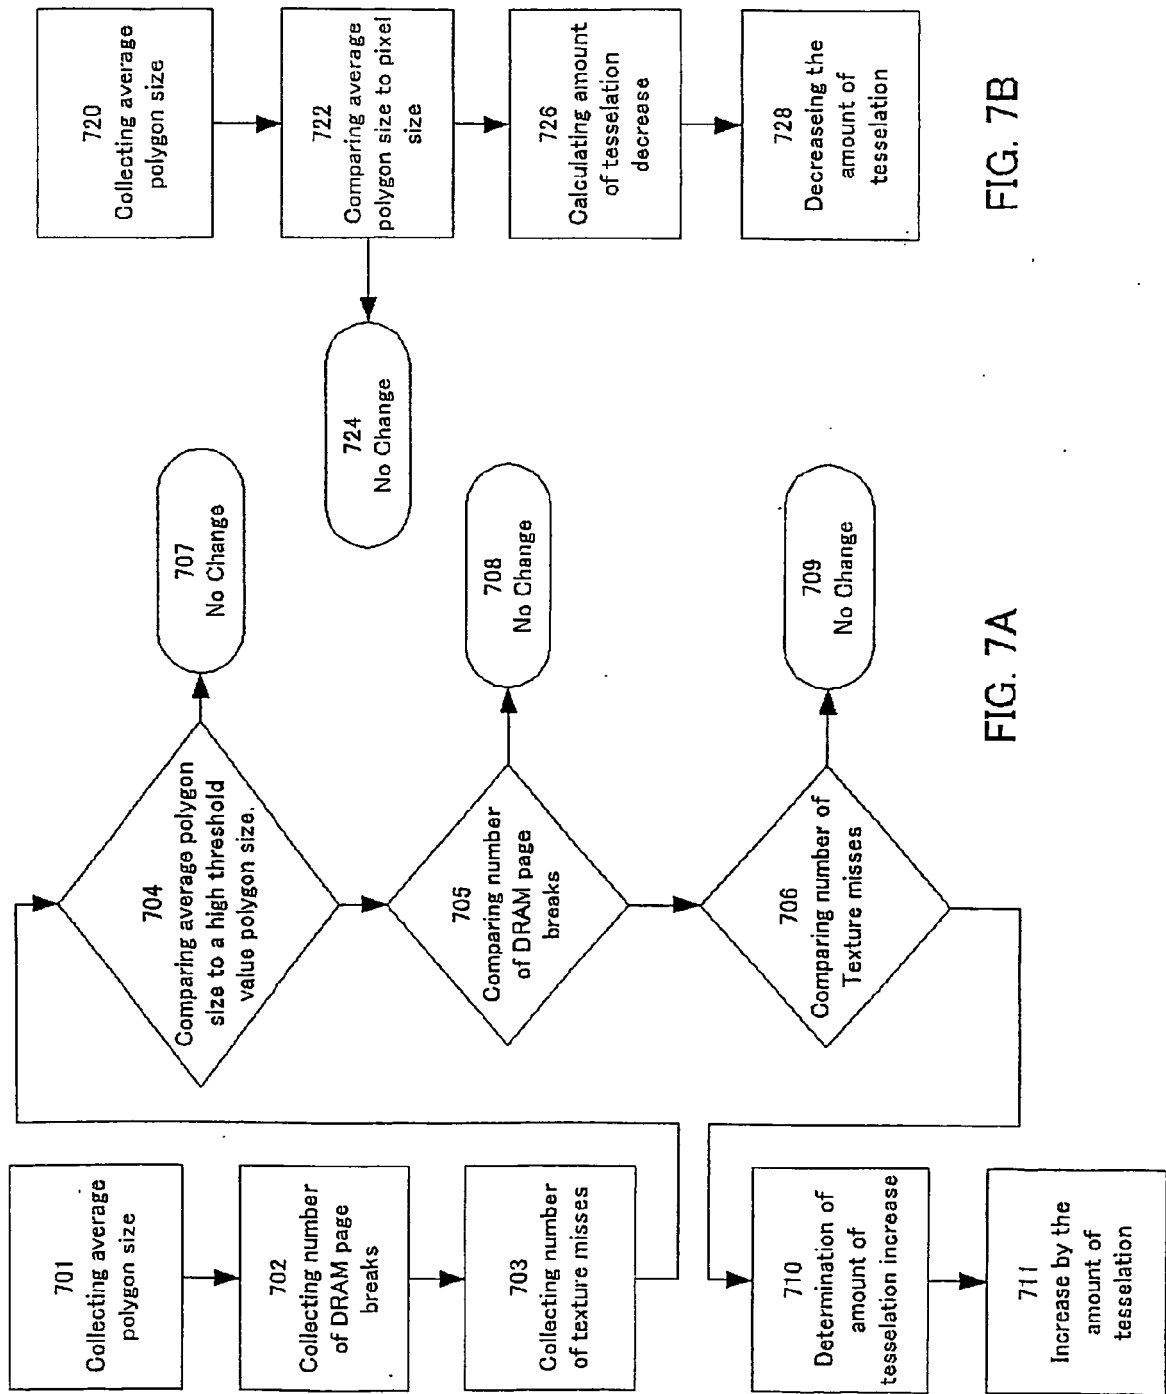 701
Collecting average
polygon size
702
Collecting number
of DRAM page
breaks
703
Collecting number
of texture misses
704
Comparing average polygon
size to a high threshold
value polygon size.
707
No Change
705
Comparing number
of DRAM page
breaks
708
No Change
706
Comparing number of
Texture misses
709
No Change
710
Determination of
amount of
tesselation increase
711
Increase by the
amount of
tesselation
FIG. 7A
720
Collecting average
polygon size
722
Comparing average
polygon size to pixel
size
724
No Change
726
Calculating amount
of tesselation
decrease
728
Decreaseing the
amount of
tesselation
FIG. 7B